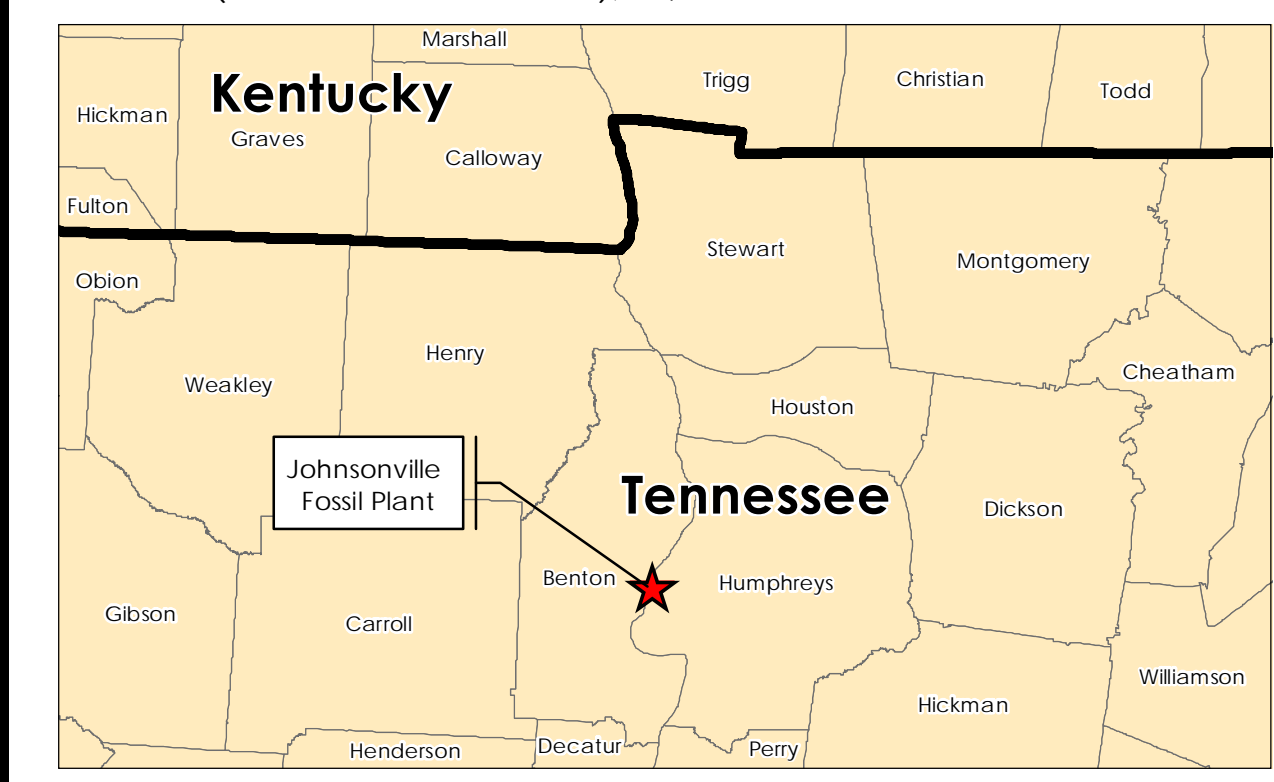 Marshall
Kentucky
Trigg
Christian
Todd
Hickman
Graves
Calloway
Fulton
Stewart
Montgomery
Obion
Henry
Weakley
Cheatham
Houston
Johnsonville
Fossil Plant
Tennessee
Dickson
Benton
Humphreys
Gibson
Carroll
Williamson
Hickman
Henderson
Decatur
Perry